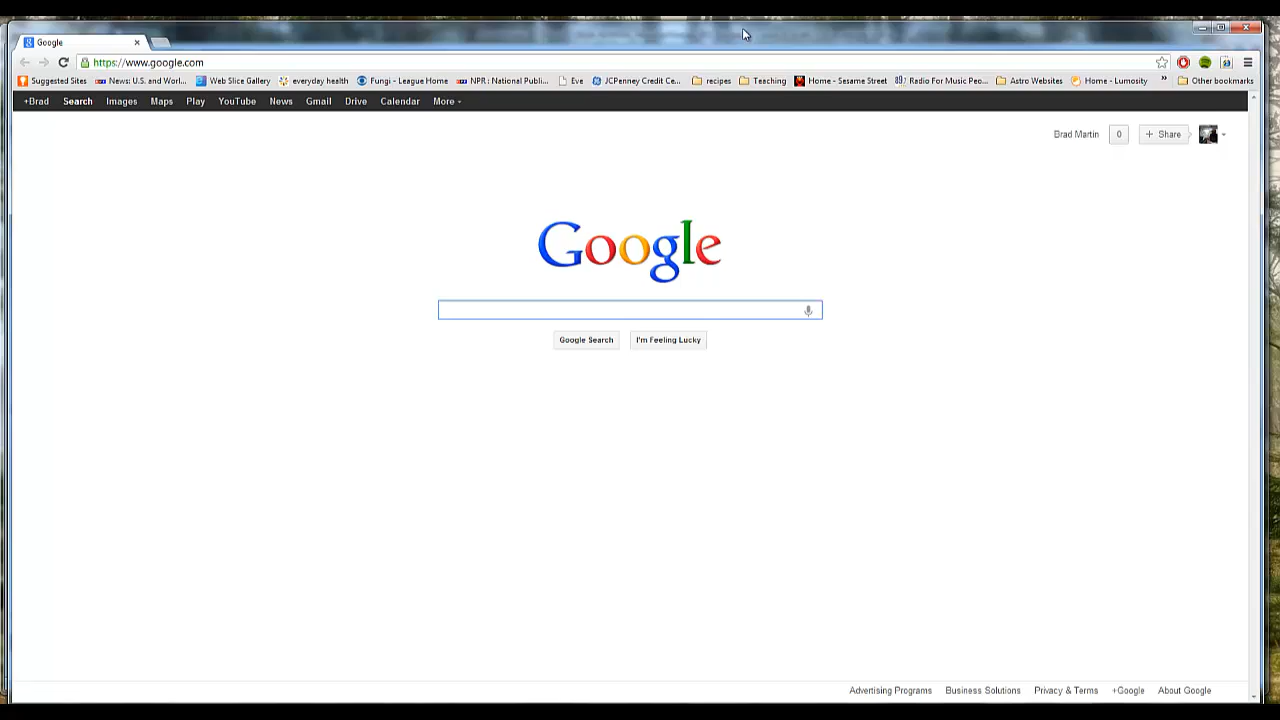 Google
https://www.google.com
Suggested Sites News: U.S. and Worl... Web Slice Gallery everyday health Fungi - League Home NPR : National Publi... Eve JCPenney Credit Ce... recipes Teaching Home - Sesame Street Radio For Music Peo... Astro Websites Home - Lumosity » Other bookmarks
+Brad Search Images Maps Play YouTube News Gmail Drive Calendar More
Brad Martin 0 + Share
Google
Google Search I'm Feeling Lucky
Advertising Programs Business Solutions Privacy & Terms +Google About Google